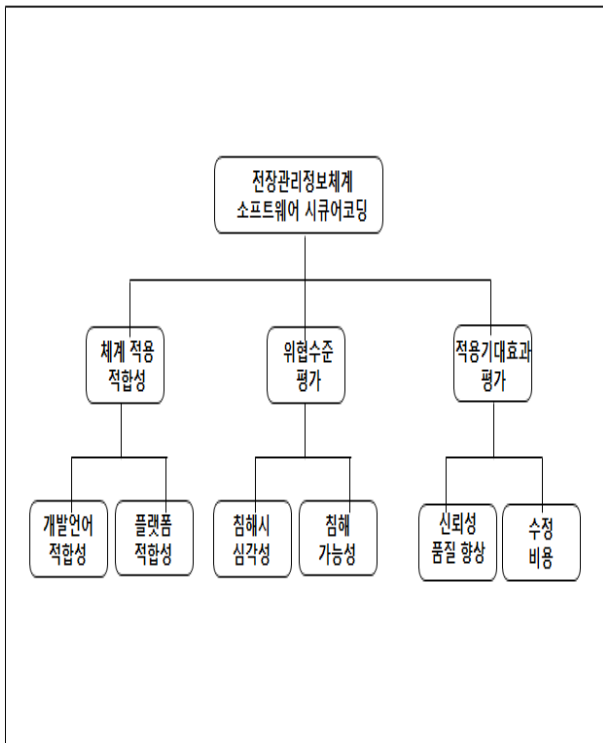 전장관리정보체계
소프트웨어 시큐어코딩
체계 적용
적합성
위협수준
평가
적용기대효과
평가
개발언어
적합성
플랫폼
적합성
침해시
심각성
침해
가능성
신뢰성
품질 향상
수정
비용